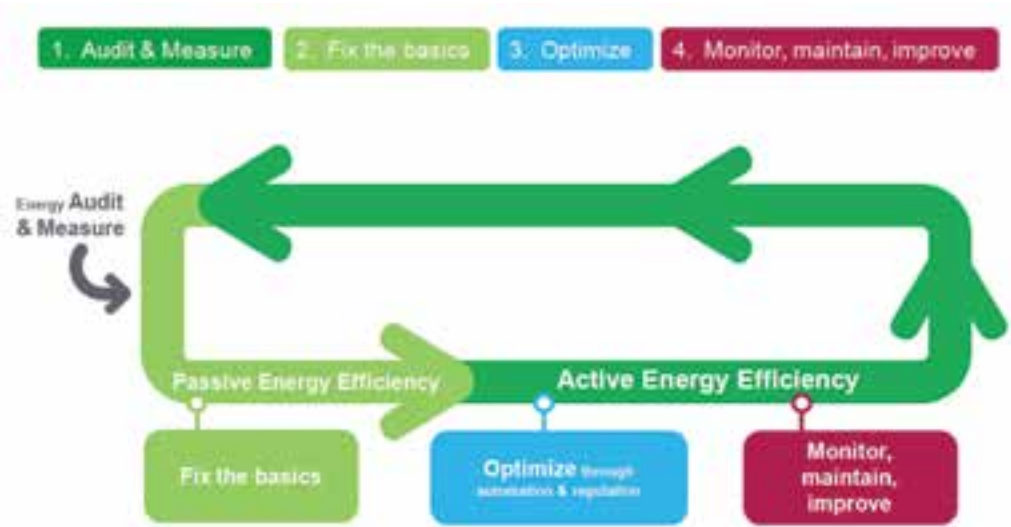 1. Audit & Measure
2. Fix the basics
3. Optimize
4. Monitor, maintain, improve
Energy Audit
& Measure
Passive Energy Efficiency
Active Energy Efficiency
Fix the basics
Optimize through
automation & regulation
Monitor,
maintain,
improve